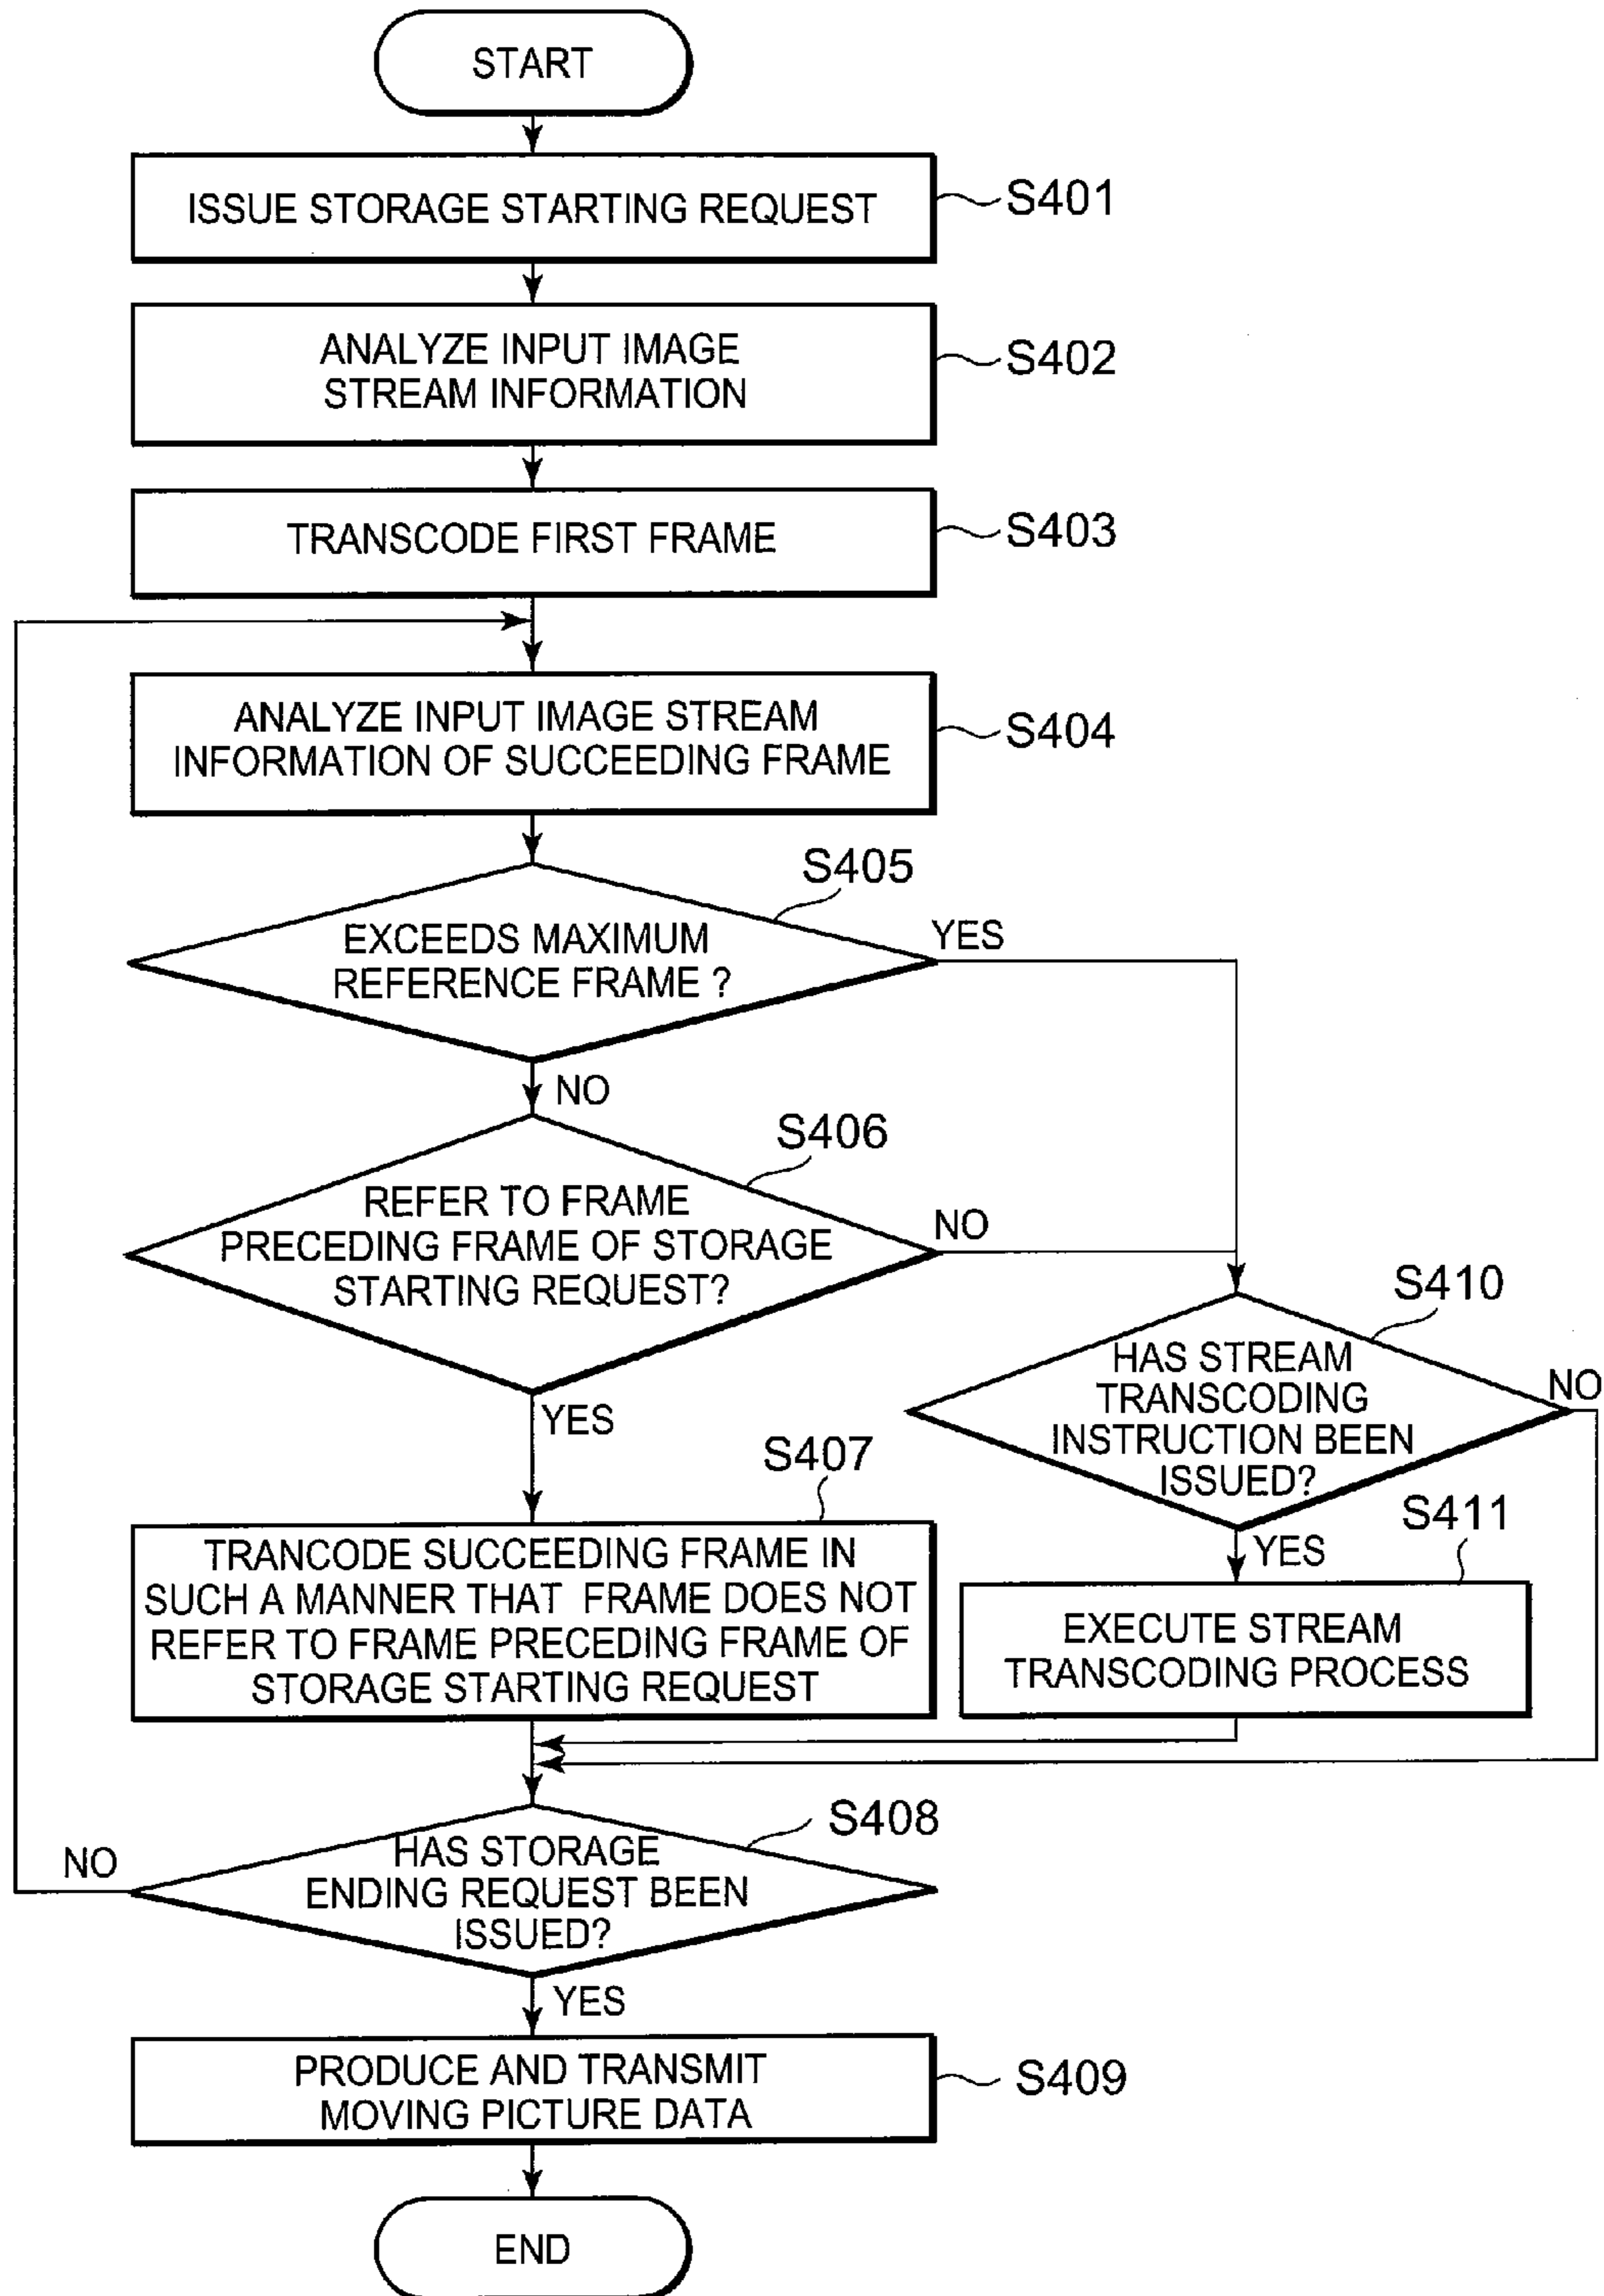 START
ISSUE STORAGE STARTING REQUEST
S401
ANALYZE INPUT IMAGE
STREAM INFORMATION
S402
TRANSCODE FIRST FRAME
S403
ANALYZE INPUT IMAGE STREAM
INFORMATION OF SUCCEEDING FRAME
S404
S405
EXCEEDS MAXIMUM
REFERENCE FRAME ?
YES
NO
S406
REFER TO FRAME
PRECEDING FRAME OF STORAGE
STARTING REQUEST?
NO
YES
S410
HAS STREAM
TRANSCODING
INSTRUCTION BEEN
ISSUED?
NO
YES
S407
TRANCODE SUCCEEDING FRAME IN
SUCH A MANNER THAT FRAME DOES NOT
REFER TO FRAME PRECEDING FRAME OF
STORAGE STARTING REQUEST
S411
EXECUTE STREAM
TRANSCODING PROCESS
S408
HAS STORAGE
ENDING REQUEST BEEN
ISSUED?
NO
YES
PRODUCE AND TRANSMIT
MOVING PICTURE DATA
S409
END